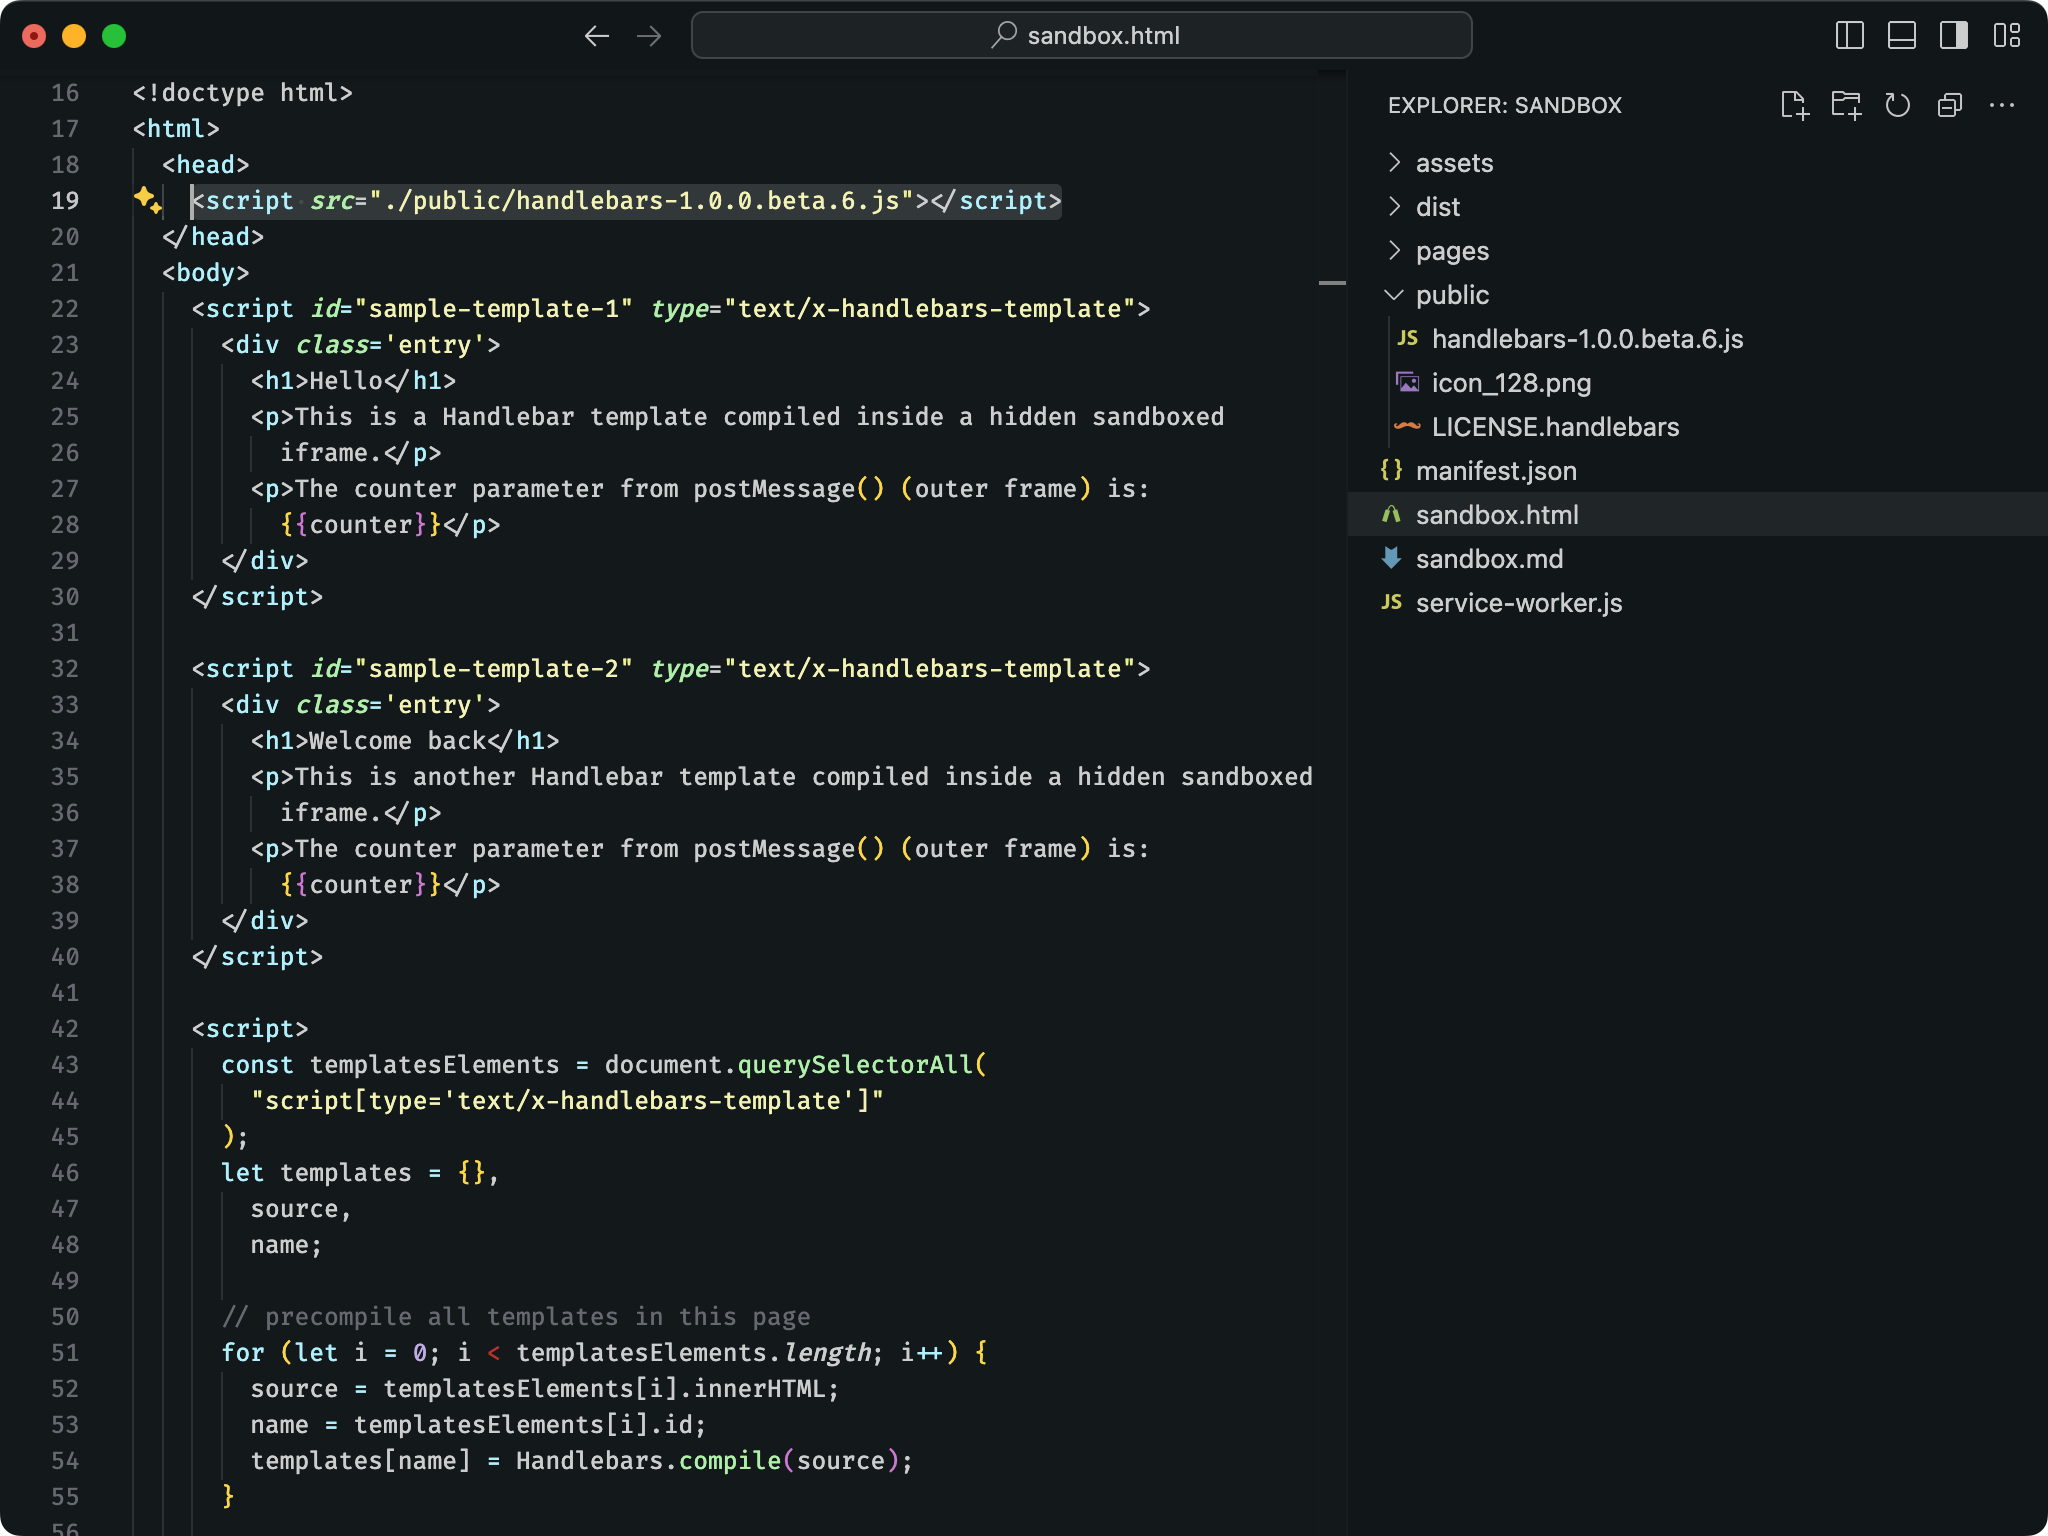 sandbox.html
16 <!doctype html>
17 <html>
18 <head>
19 <script src="./public/handlebars-1.0.0.beta.6.js"></script>
20 </head>
21 <body>
22 <script id="sample-template-1" type="text/x-handlebars-template">
23 <div class='entry'>
24 <h1>Hello</h1>
25 <p>This is a Handlebar template compiled inside a hidden sandboxed
26 iframe.</p>
27 <p>The counter parameter from postMessage() (outer frame) is:
28 {{counter}}</p>
29 </div>
30 </script>
31
32 <script id="sample-template-2" type="text/x-handlebars-template">
33 <div class='entry'>
34 <h1>Welcome back</h1>
35 <p>This is another Handlebar template compiled inside a hidden sandboxed
36 iframe.</p>
37 <p>The counter parameter from postMessage() (outer frame) is:
38 {{counter}}</p>
39 </div>
40 </script>
41
42 <script>
43 const templatesElements = document.querySelectorAll(
44 "script[type='text/x-handlebars-template']"
45 );
46 let templates = {},
47 source,
48 name;
49
50 // precompile all templates in this page
51 for (let i = 0; i < templatesElements.length; i++) {
52 source = templatesElements[i].innerHTML;
53 name = templatesElements[i].id;
54 templates[name] = Handlebars.compile(source);
55 }
56
EXPLORER: SANDBOX
assets
dist
pages
public
JS handlebars-1.0.0.beta.6.js
icon_128.png
LICENSE.handlebars
{} manifest.json
sandbox.html
sandbox.md
JS service-worker.js